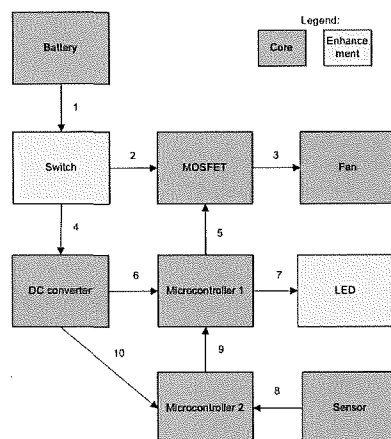 Legend:
Battery
Core
Enhance
ment
1
Switch
2
MOSFET
3
Fan
4
5
DC converter
6
Microcontroller 1
7
LED
10
9
Microcontroller 2
8
Sensor